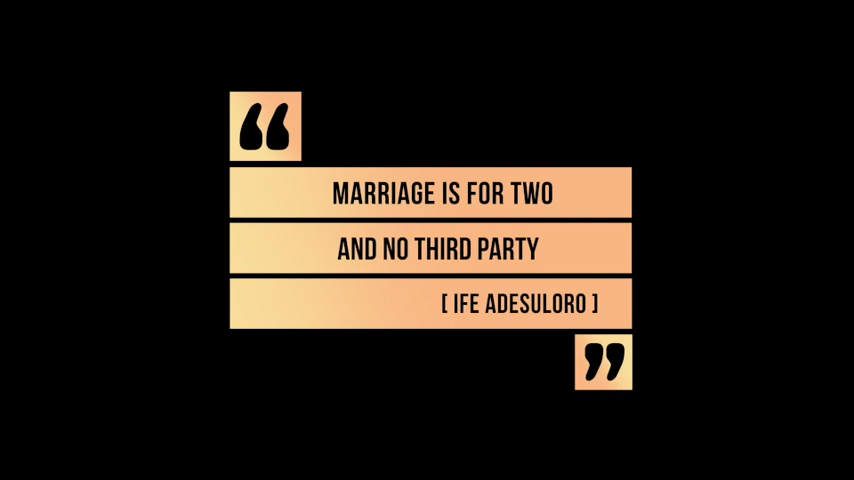 “
MARRIAGE IS FOR TWO
AND NO THIRD PARTY
[ IFE ADESULORO ]
”